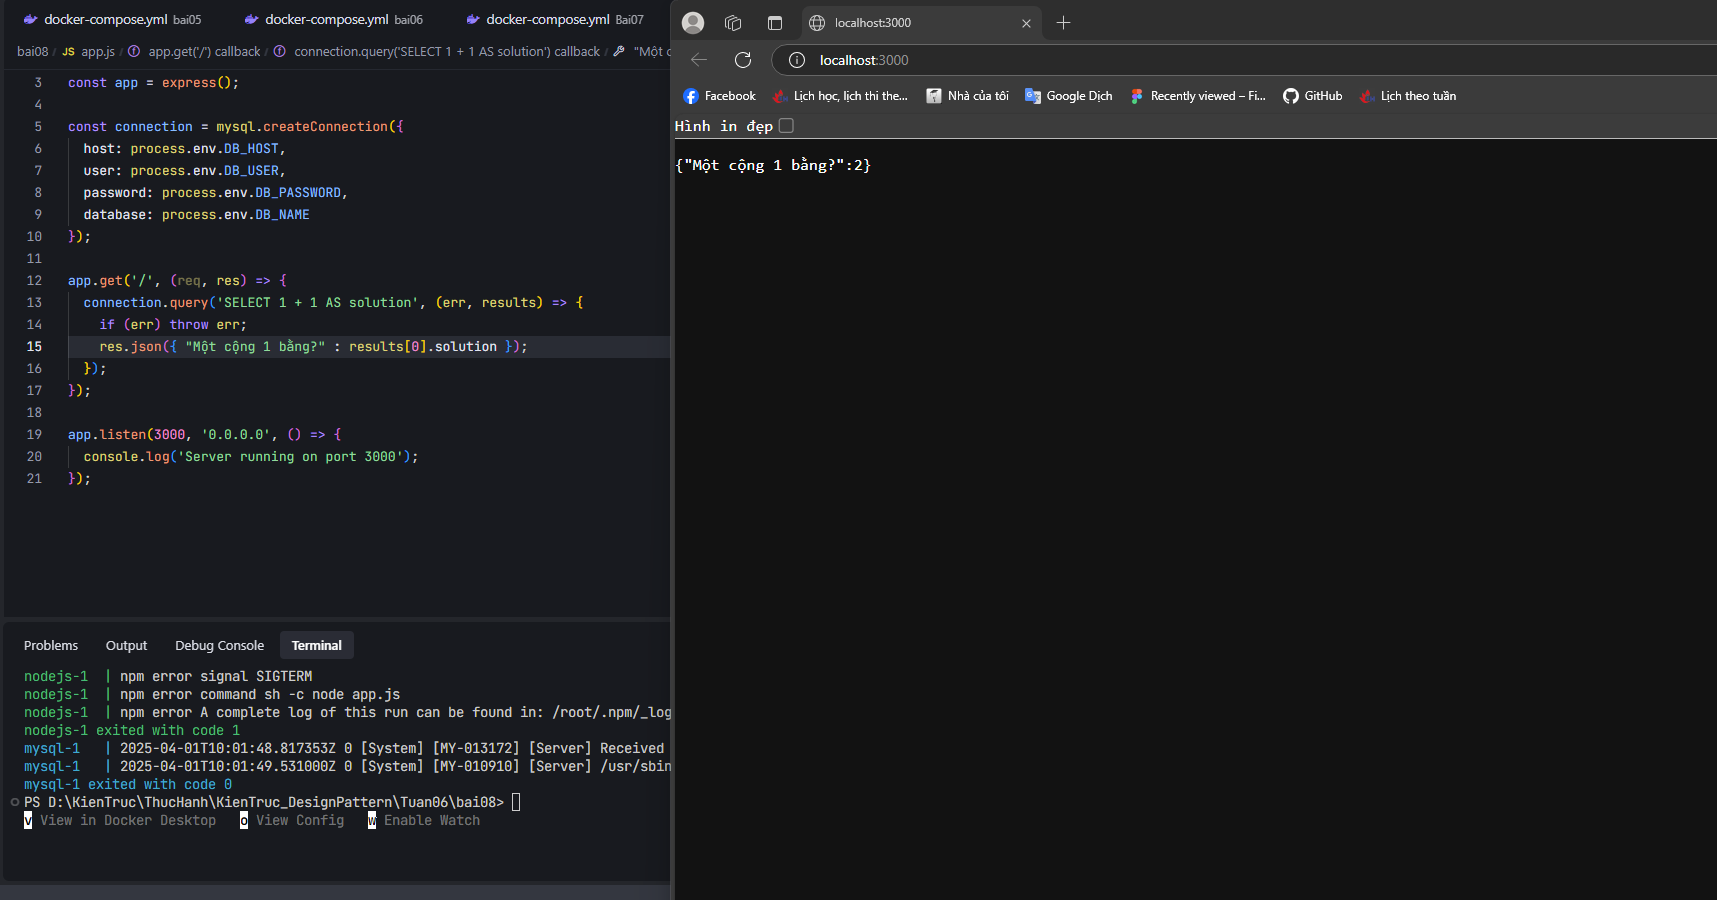 docker-compose.yml bai05 docker-compose.yml bai06 docker-compose.yml Bai07
bai08 / JS app.js / app.get('/') callback / connection.query('SELECT 1 + 1 AS solution') callback / "Một c
3 const app = express();
4
5 const connection = mysql.createConnection({
6 host: process.env.DB_HOST,
7 user: process.env.DB_USER,
8 password: process.env.DB_PASSWORD,
9 database: process.env.DB_NAME
10 });
11
12 app.get('/', (req, res) => {
13 connection.query('SELECT 1 + 1 AS solution', (err, results) => {
14 if (err) throw err;
15 res.json({ "Một cộng 1 bằng?" : results[0].solution });
16 });
17 });
18
19 app.listen(3000, '0.0.0.0', () => {
20 console.log('Server running on port 3000');
21 });
Problems Output Debug Console Terminal
nodejs-1 | npm error signal SIGTERM
nodejs-1 | npm error command sh -c node app.js
nodejs-1 | npm error A complete log of this run can be found in: /root/.npm/_log
nodejs-1 exited with code 1
mysql-1 | 2025-04-01T10:01:48.817353Z 0 [System] [MY-013172] [Server] Received
mysql-1 | 2025-04-01T10:01:49.531000Z 0 [System] [MY-010910] [Server] /usr/sbin
mysql-1 exited with code 0
PS D:\KienTruc\ThucHanh\KienTruc_DesignPattern\Tuan06\bai08>
v View in Docker Desktop o View Config w Enable Watch
localhost:3000
localhost:3000
Facebook Lịch học, lịch thi the... Nhà của tôi Google Dịch Recently viewed – Fi... GitHub Lịch theo tuần
Hình in đẹp
{"Một cộng 1 bằng?":2}